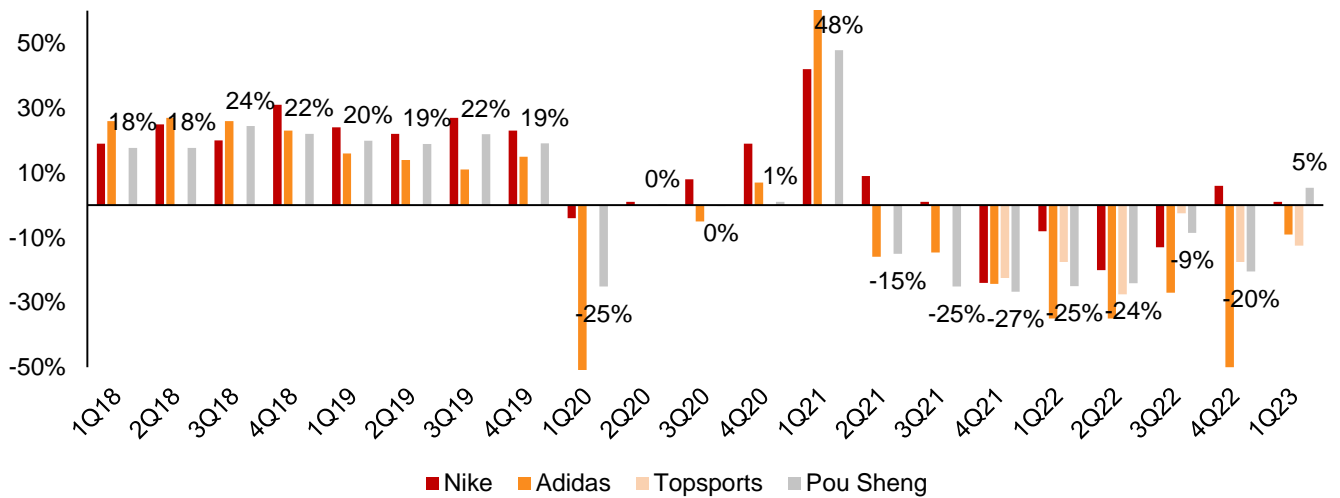 50%
30%
10%
-10%
-30%
-50%
18%
18%
24%
22%
20%
19%
22%
19%
-25%
0%
0%
1%
48%
-15%
-25%
-27%
-25%
-24%
-9%
-20%
5%
1Q18
2Q18
3Q18
4Q18
1Q19
2Q19
3Q19
4Q19
1Q20
2Q20
3Q20
4Q20
1Q21
2Q21
3Q21
4Q21
1Q22
2Q22
3Q22
4Q22
1Q23
Nike Adidas Topsports Pou Sheng